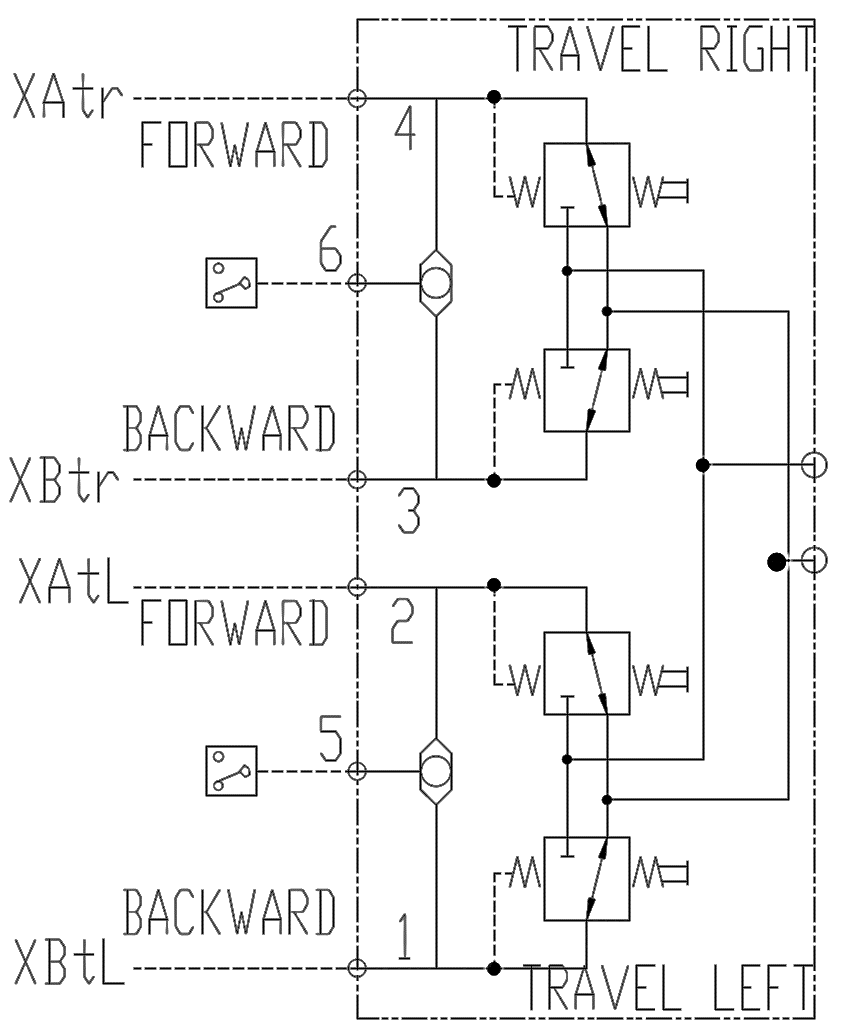 TRAVEL RIGHT
XAtr
4
FORWARD
6
BACKWARD
XBtr
3
XAtL
FORWARD
2
5
BACKWARD
1
XBtL
TRAVEL LEFT